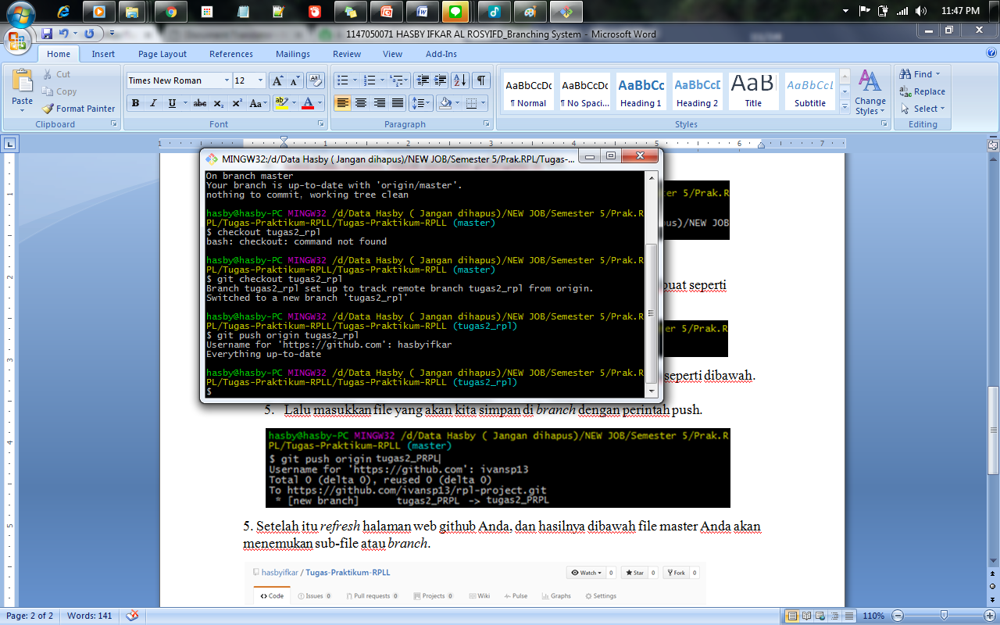 11:47 PM
1147050071 HASBY IFKAR AL ROSYIFD_Branching System - Microsoft Word
Home Insert Page Layout References Mailings Review View Add-Ins
Paste
Cut
Copy
Format Painter
Clipboard
Times New Roman 12
Font
Paragraph
AaBbCcDc AaBbCcDc AaBbCc AaBbCcD AaB AaBbCcL
¶ Normal ¶ No Spaci... Heading 1 Heading 2 Title Subtitle
Change Styles
Styles
Find
Replace
Select
Editing
MINGW32:/d/Data Hasby ( Jangan dihapus)/NEW JOB/Semester 5/Prak.RPL/Tugas-...
On branch master
Your branch is up-to-date with 'origin/master'.
nothing to commit, working tree clean
hasby@hasby-PC MINGW32 /d/Data Hasby ( Jangan dihapus)/NEW JOB/Semester 5/Prak.R
PL/Tugas-Praktikum-RPLL/Tugas-Praktikum-RPLL (master)
$ checkout tugas2_rpl
bash: checkout: command not found
hasby@hasby-PC MINGW32 /d/Data Hasby ( Jangan dihapus)/NEW JOB/Semester 5/Prak.R
PL/Tugas-Praktikum-RPLL/Tugas-Praktikum-RPLL (master)
$ git checkout tugas2_rpl
Branch tugas2_rpl set up to track remote branch tugas2_rpl from origin.
Switched to a new branch 'tugas2_rpl'
hasby@hasby-PC MINGW32 /d/Data Hasby ( Jangan dihapus)/NEW JOB/Semester 5/Prak.R
PL/Tugas-Praktikum-RPLL/Tugas-Praktikum-RPLL (tugas2_rpl)
$ git push origin tugas2_rpl
Username for 'https://github.com': hasbyifkar
Everything up-to-date
hasby@hasby-PC MINGW32 /d/Data Hasby ( Jangan dihapus)/NEW JOB/Semester 5/Prak.R
PL/Tugas-Praktikum-RPLL/Tugas-Praktikum-RPLL (tugas2_rpl)
$
ter 5/Prak.R
us)/NEW JOB
buat seperti
er 5/Prak.R
seperti dibawah.
5. Lalu masukkan file yang akan kita simpan di branch dengan perintah push.
hasby@hasby-PC MINGW32 /d/Data Hasby ( Jangan dihapus)/NEW JOB/Semester 5/Prak.R
PL/Tugas-Praktikum-RPLL (master)
$ git push origin tugas2_PRPL
Username for 'https://github.com': ivansp13
Total 0 (delta 0), reused 0 (delta 0)
To https://github.com/ivansp13/rpl-project.git
* [new branch] tugas2_PRPL -> tugas2_PRPL
5. Setelah itu refresh halaman web github Anda, dan hasilnya dibawah file master Anda akan
menemukan sub-file atau branch.
hasbyifkar / Tugas-Praktikum-RPLL Watch 0 Star 0 Fork 0
Code Issues 0 Pull requests 0 Projects 0 Wiki Pulse Graphs Settings
Page: 2 of 2 Words: 141 110%